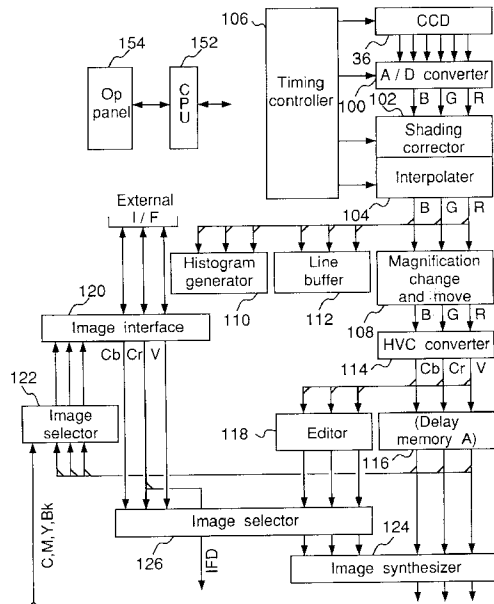 106
CCD
36
154
152
Op
panel
CPU
Timing
controller
A / D converter
100
102
B G R
Shading
corrector
Interpolater
104
B G R
External
I / F
Histogram
generator
110
Line
buffer
112
Magnification
change
and move
108
B G R
120
Image interface
HVC converter
114
Cb Cr V
Cb Cr V
122
Image
selector
118
Editor
(Delay
memory A)
116
C,M,Y,Bk
Image selector
126
IFD
124
Image synthesizer